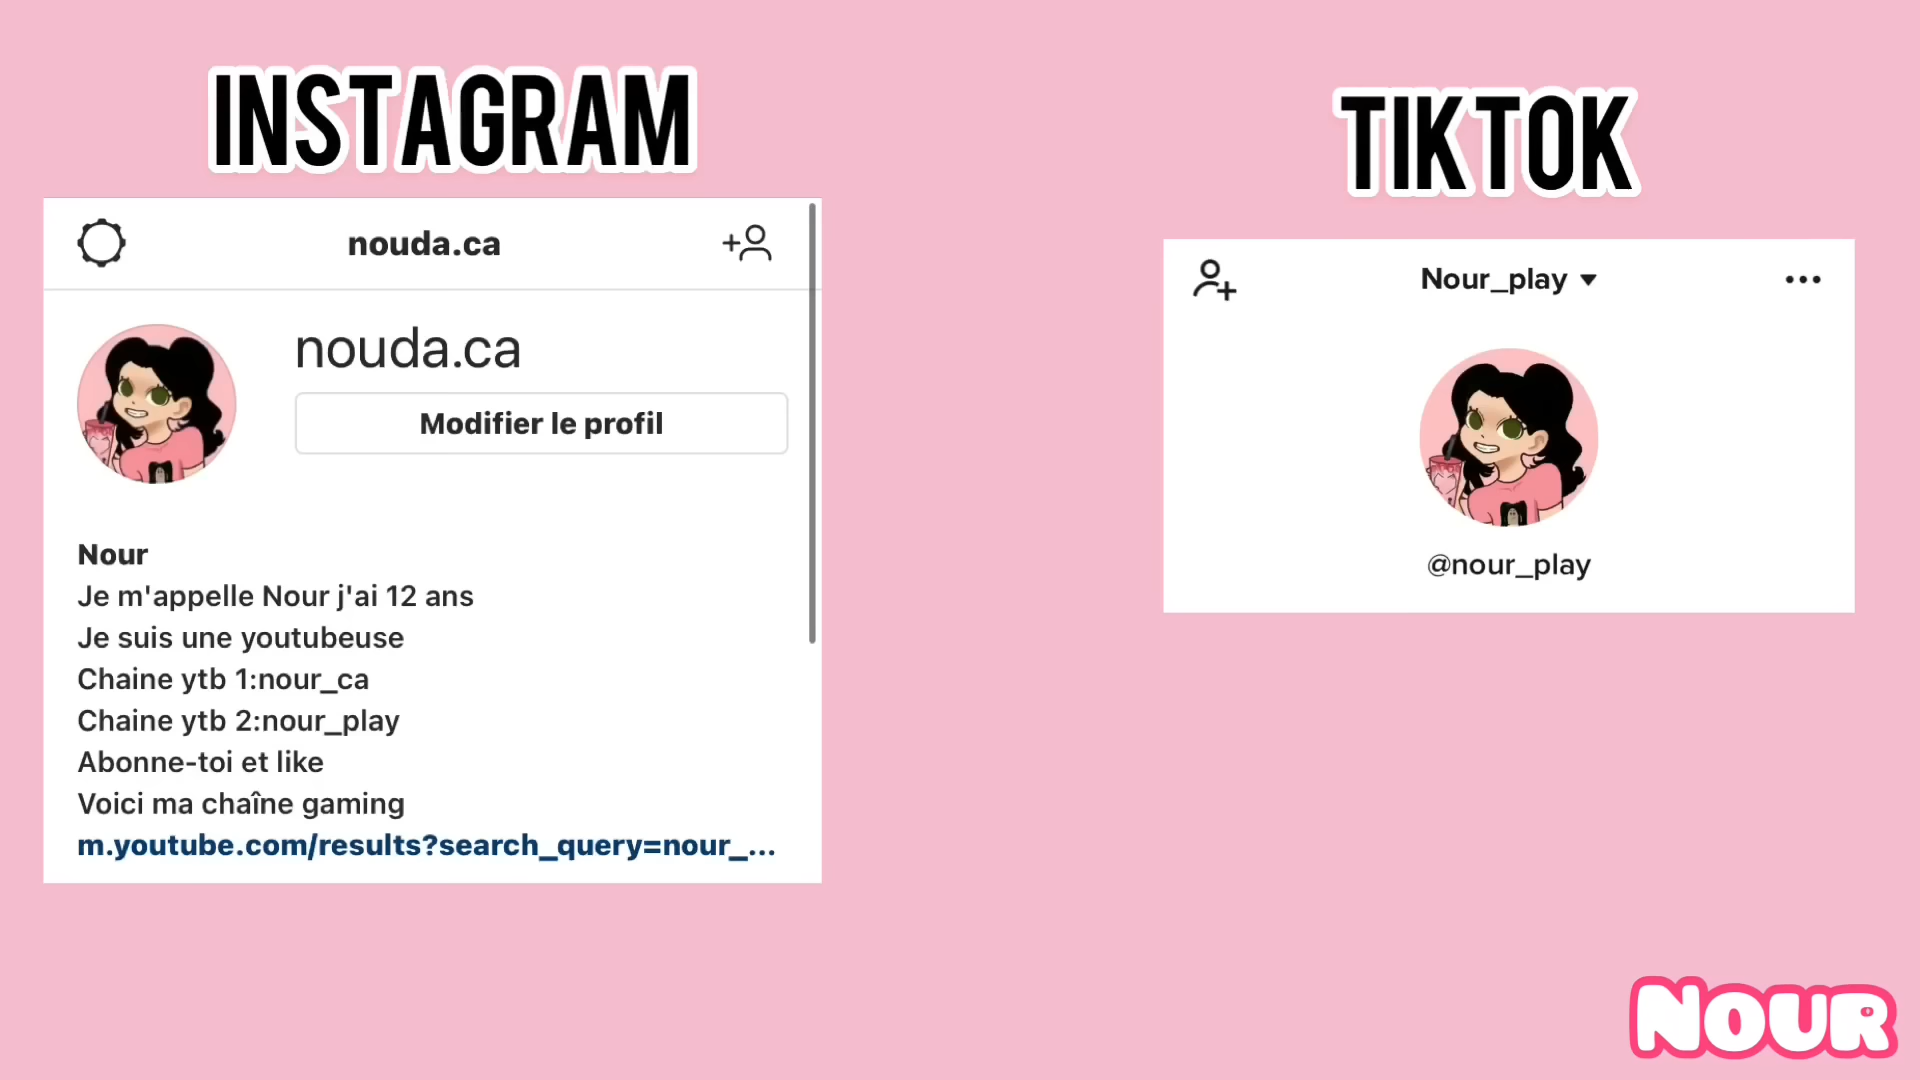 INSTAGRAM
nouda.ca
nouda.ca
Modifier le profil
Nour
Je m'appelle Nour j'ai 12 ans
Je suis une youtubeuse
Chaine ytb 1:nour_ca
Chaine ytb 2:nour_play
Abonne-toi et like
Voici ma chaîne gaming
m.youtube.com/results?search_query=nour_...
TIKTOK
Nour_play
@nour_play
NOUR